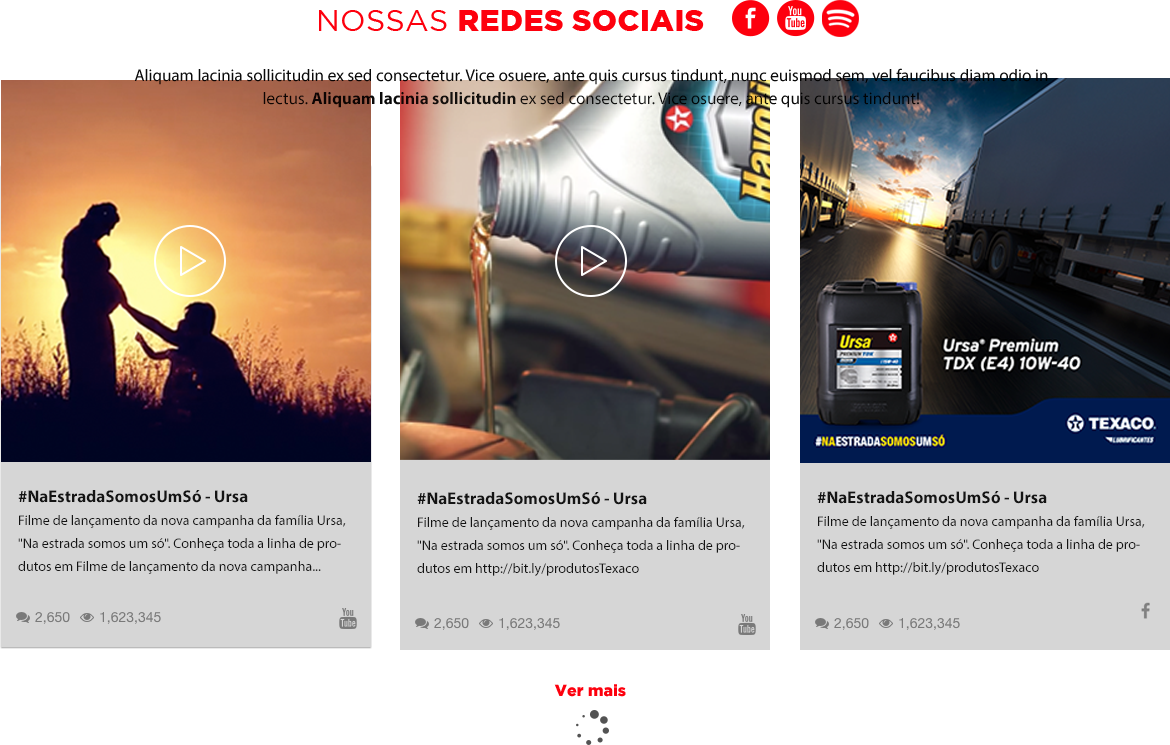 NOSSAS REDES SOCIAIS
You Tube
Aliquam lacinia sollicitudin ex sed consectetur. Vice osuere, ante quis cursus tindunt, nunc euismod sem, vel faucibus diam odio in
lectus. Aliquam lacinia sollicitudin ex sed consectetur. Vice osuere, ante quis cursus tindunt!
Havoli
Ursa
PREMIUM TDX
Ursa® Premium
TDX (E4) 10W-40
TEXACO.
LUBRIFICANTES
#NAESTRADASOMOSUMSÓ
#NaEstradaSomosUmSó - Ursa
Filme de lançamento da nova campanha da família Ursa,
"Na estrada somos um só". Conheça toda a linha de pro-
dutos em Filme de lançamento da nova campanha...
2,650 1,623,345
You Tube
#NaEstradaSomosUmSó - Ursa
Filme de lançamento da nova campanha da família Ursa,
"Na estrada somos um só". Conheça toda a linha de pro-
dutos em http://bit.ly/produtosTexaco
2,650 1,623,345
You Tube
#NaEstradaSomosUmSó - Ursa
Filme de lançamento da nova campanha da família Ursa,
"Na estrada somos um só". Conheça toda a linha de pro-
dutos em http://bit.ly/produtosTexaco
2,650 1,623,345
Ver mais